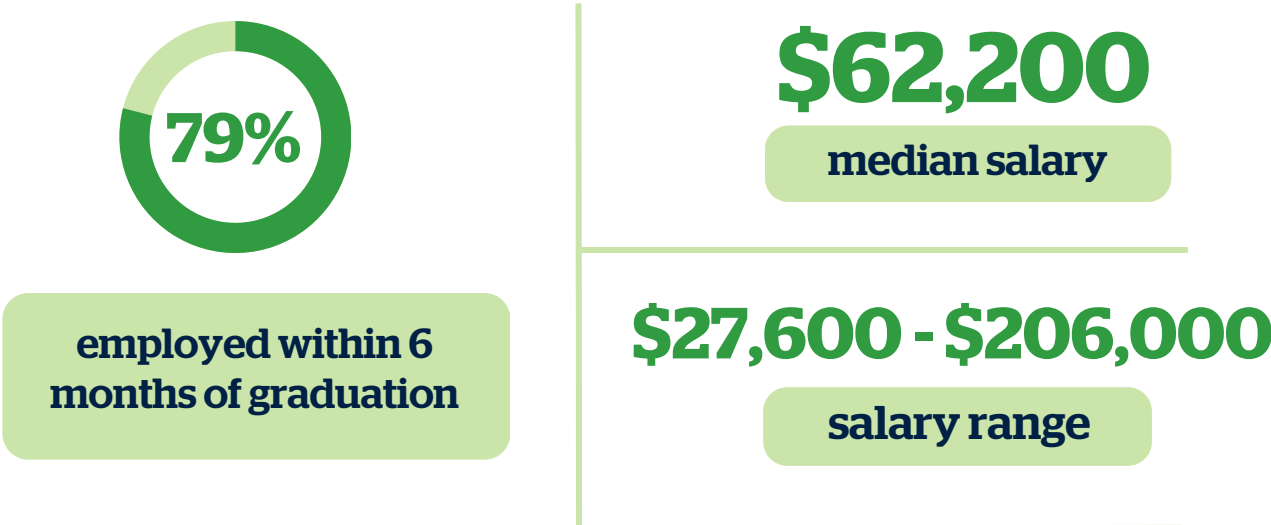 79%
employed within 6
months of graduation
$62,200
median salary
$27,600 - $206,000
salary range